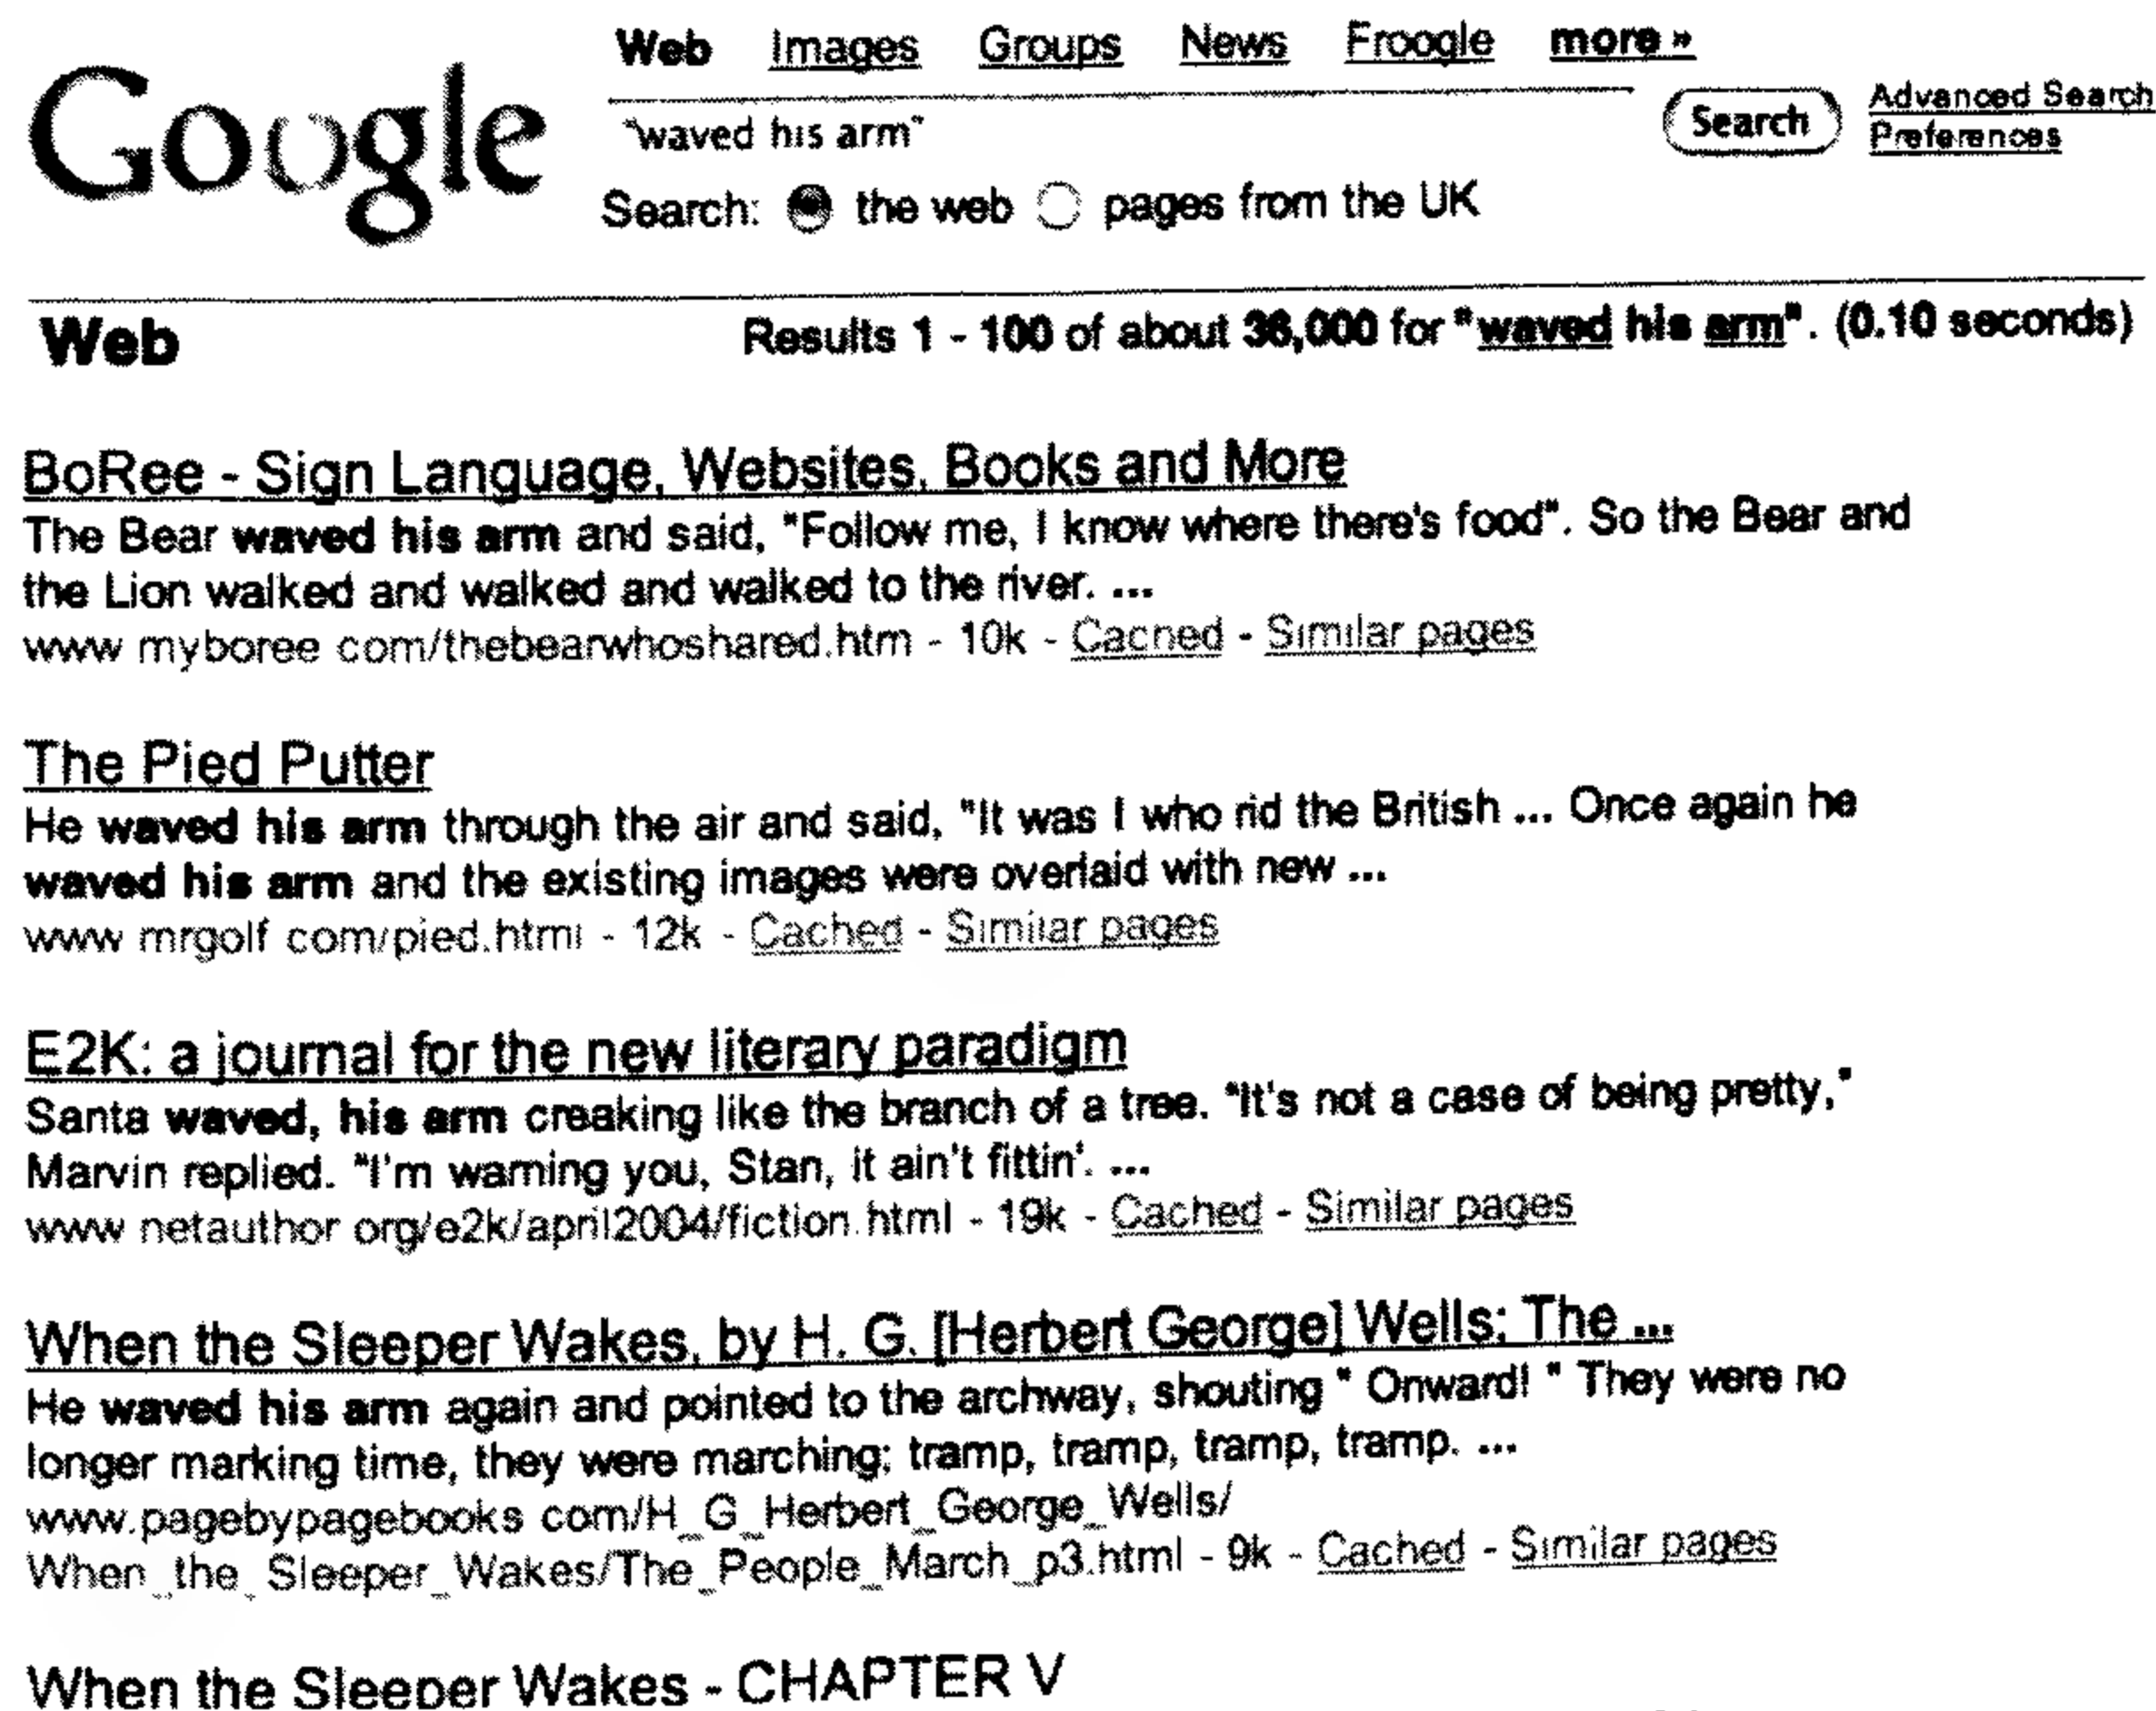 Google
Web Images Groups News Froogle more »
"waved his arm" Search Advanced Search
Preferences
Search: the web pages from the UK
Web Results 1 - 100 of about 36,000 for "waved his arm". (0.10 seconds)
BoRee - Sign Language, Websites, Books and More
The Bear waved his arm and said, "Follow me, I know where there's food". So the Bear and
the Lion walked and walked and walked to the river. ...
www myboree com/thebearwhoshared.htm - 10k - Cached - Similar pages
The Pied Putter
He waved his arm through the air and said, "It was I who rid the British ... Once again he
waved his arm and the existing images were overlaid with new ...
www mrgolf com/pied.html - 12k - Cached - Similar pages
E2K: a journal for the new literary paradigm
Santa waved, his arm creaking like the branch of a tree. "It's not a case of being pretty,"
Marvin replied. "I'm warning you, Stan, it ain't fittin'. ...
www netauthor org/e2k/april2004/fiction.html - 19k - Cached - Similar pages
When the Sleeper Wakes, by H. G. [Herbert George] Wells; The ...
He waved his arm again and pointed to the archway, shouting " Onward! " They were no
longer marking time, they were marching; tramp, tramp, tramp, tramp. ...
www.pagebypagebooks com/H_G_Herbert_George_Wells/
When_the_Sleeper_Wakes/The_People_March_p3.html - 9k - Cached - Similar pages
When the Sleeper Wakes - CHAPTER V